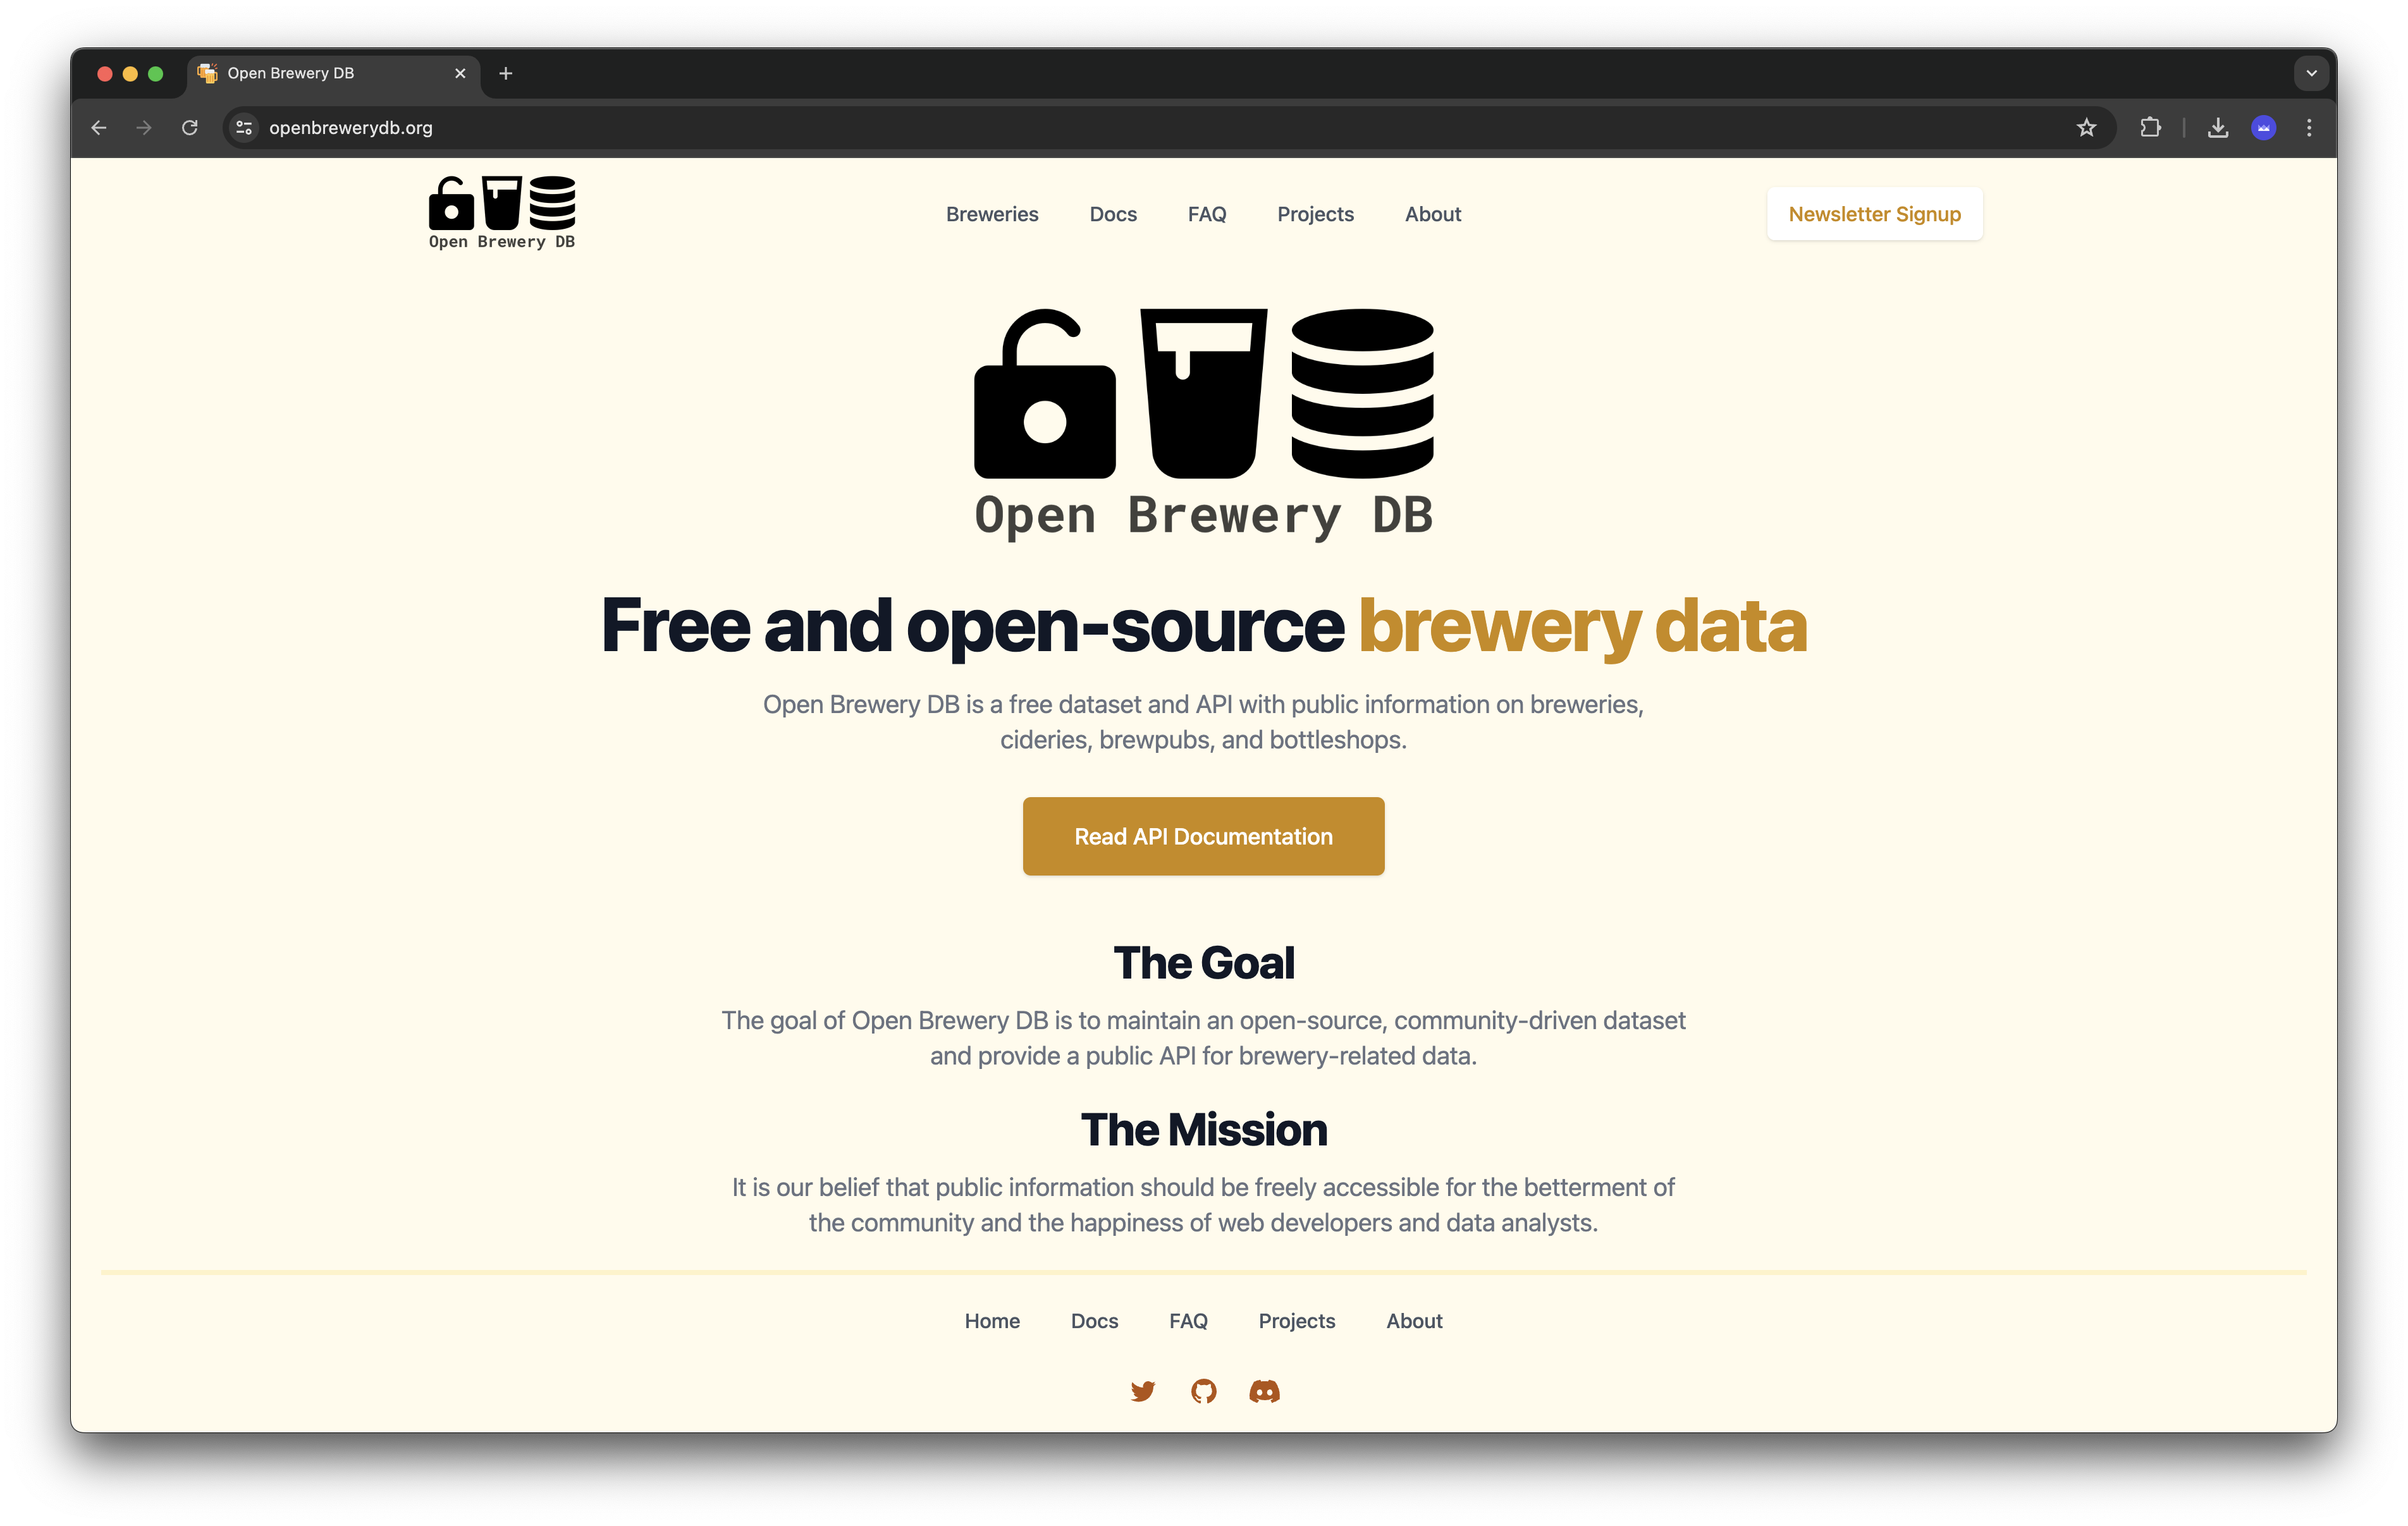 Open Brewery DB
openbrewerydb.org
Open Brewery DB
Breweries Docs FAQ Projects About
Newsletter Signup
Open Brewery DB
Free and open-source brewery data
Open Brewery DB is a free dataset and API with public information on breweries,
cideries, brewpubs, and bottleshops.
Read API Documentation
The Goal
The goal of Open Brewery DB is to maintain an open-source, community-driven dataset
and provide a public API for brewery-related data.
The Mission
It is our belief that public information should be freely accessible for the betterment of
the community and the happiness of web developers and data analysts.
Home Docs FAQ Projects About